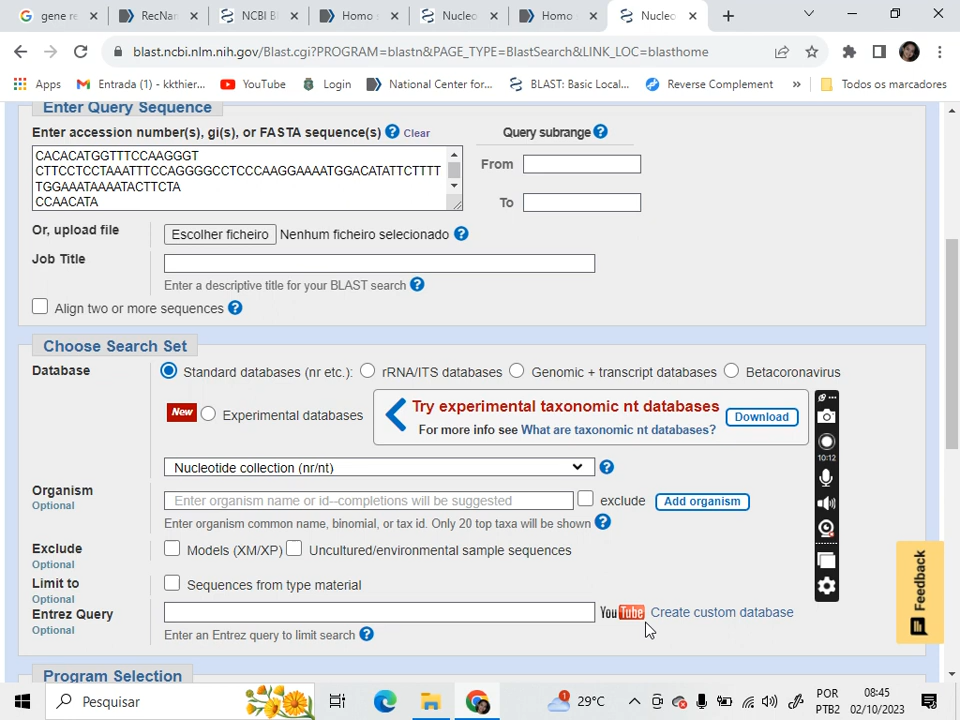 gene re
RecNar
NCBI Bl
Homo s
Nucleo
Homo
Nucleo
blast.ncbi.nlm.nih.gov/Blast.cgi?PROGRAM=blastn&PAGE_TYPE=BlastSearch&LINK_LOC=blasthome
Apps Entrada (1) - kkthier... YouTube Login National Center for... BLAST: Basic Local... Reverse Complement » Todos os marcadores
Enter Query Sequence
Enter accession number(s), gi(s), or FASTA sequence(s) ? Clear Query subrange ?
CACACATGGTTTCCAAGGGT
CTTCCTCCTAAATTTCCAGGGGCCTCCCAAGGAAAATGGACATATTCTTTT
TGGAAATAAAATACTTCTA
CCAACATA
From
To
Or, upload file Escolher ficheiro Nenhum ficheiro selecionado ?
Job Title
Enter a descriptive title for your BLAST search ?
Align two or more sequences ?
Choose Search Set
Database Standard databases (nr etc.): rRNA/ITS databases Genomic + transcript databases Betacoronavirus
New Experimental databases
Try experimental taxonomic nt databases
For more info see What are taxonomic nt databases?
Download
10:12
Nucleotide collection (nr/nt) ?
Organism
Optional
Enter organism name or id--completions will be suggested exclude Add organism
Enter organism common name, binomial, or tax id. Only 20 top taxa will be shown ?
Exclude
Optional
Models (XM/XP) Uncultured/environmental sample sequences
Limit to
Optional
Sequences from type material
Entrez Query
Optional
YouTube Create custom database
Enter an Entrez query to limit search ?
Feedback
Program Selection
Pesquisar
1
29°C
POR
PTB2
08:45
02/10/2023